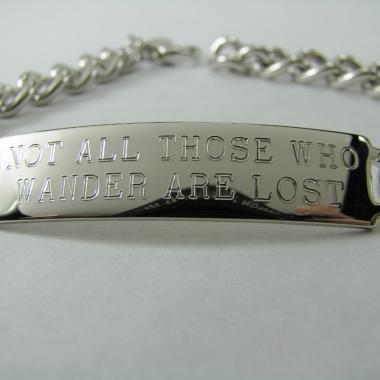 NOT ALL THOSE WHO
WANDER ARE LOST